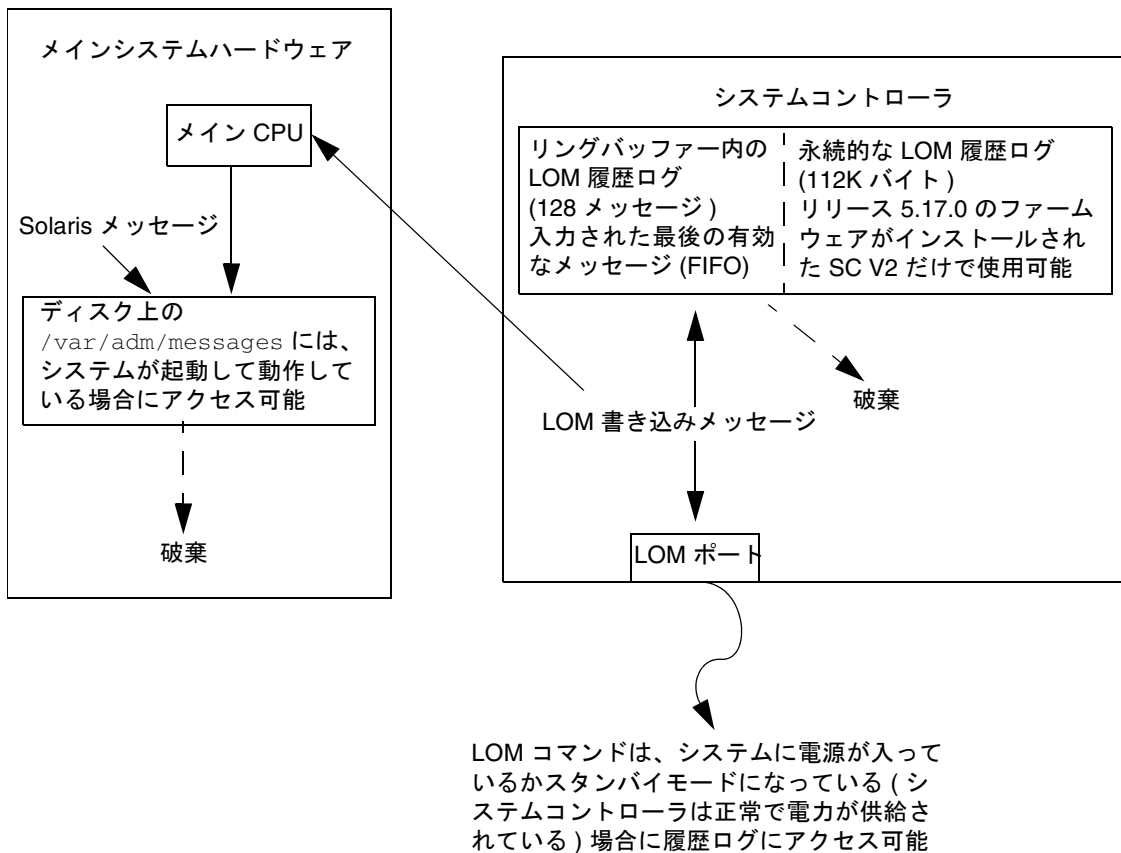 メインシステムハードウェア
メイン CPU
Solaris メッセージ
ディスク上の
/var/adm/messages には、
システムが起動して動作して
いる場合にアクセス可能
破棄
システムコントローラ
リングバッファー内の
LOM 履歴ログ
(128 メッセージ )
入力された最後の有効
なメッセージ (FIFO)
永続的な LOM 履歴ログ
(112K バイト )
リリース 5.17.0 のファーム
ウェアがインストールされ
た SC V2 だけで使用可能
破棄
LOM 書き込みメッセージ
LOM ポート
LOM コマンドは、システムに電源が入って
いるかスタンバイモードになっている ( シ
ステムコントローラは正常で電力が供給さ
れている ) 場合に履歴ログにアクセス可能